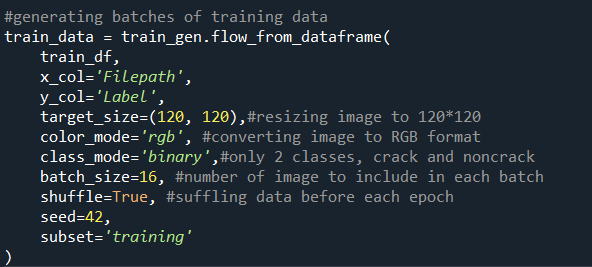 #generating batches of training data
train_data = train_gen.flow_from_dataframe(
    train_df,
    x_col='Filepath',
    y_col='Label',
    target_size=(120, 120),#resizing image to 120*120
    color_mode='rgb', #converting image to RGB format
    class_mode='binary',#only 2 classes, crack and noncrack
    batch_size=16, #number of image to include in each batch
    shuffle=True, #suffling data before each epoch
    seed=42,
    subset='training'
)